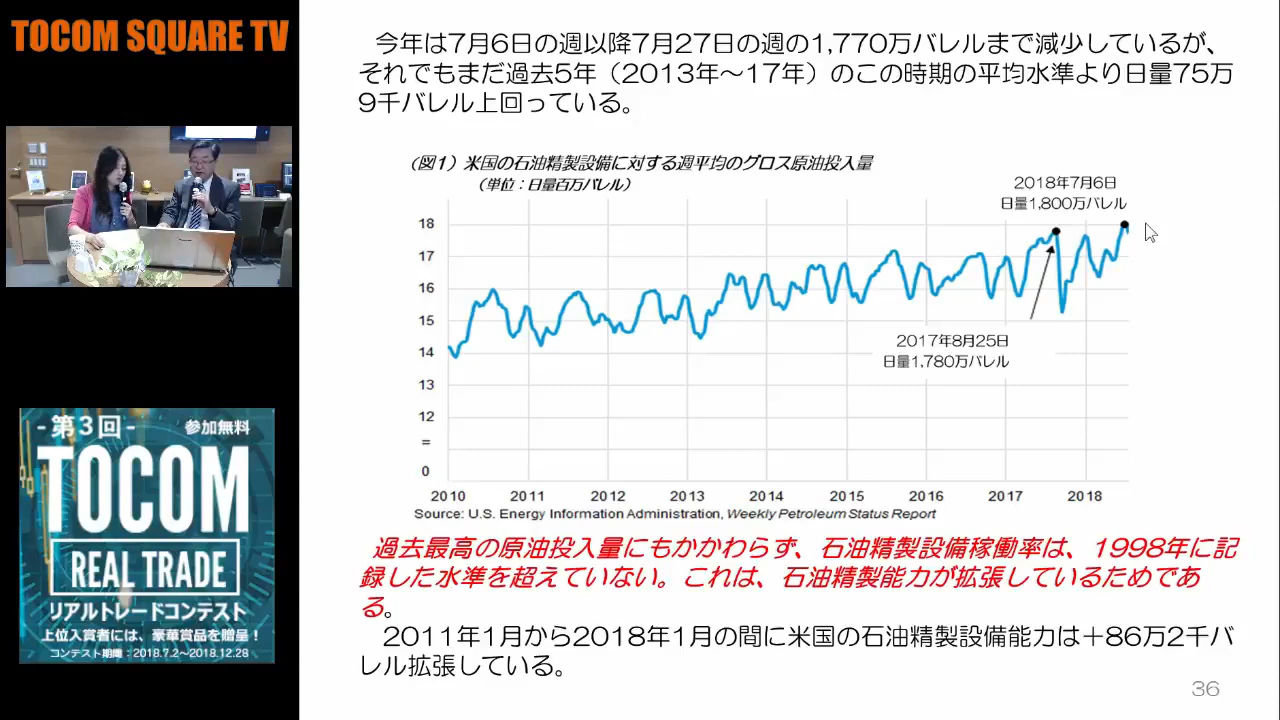 TOCOM SQUARE TV
今年は7月6日の週以降7月27日の週の1,770万バレルまで減少しているが、
それでもまだ過去5年（2013年～17年）のこの時期の平均水準より日量75万
9千バレル上回っている。
（図1）米国の石油精製設備に対する週平均のグロス原油投入量
（単位：日量百万バレル）
2018年7月6日
日量1,800万バレル
18
17
16
15
14
13
12
=
0
2017年8月25日
日量1,780万バレル
2010 2011 2012 2013 2014 2015 2016 2017 2018
Source: U.S. Energy Information Administration, Weekly Petroleum Status Report
過去最高の原油投入量にもかかわらず、石油精製設備稼働率は、1998年に記
録した水準を超えていない。これは、石油精製能力が拡張しているためであ
る。
2011年1月から2018年1月の間に米国の石油精製設備能力は＋86万2千バ
レル拡張している。
36
-第3回- 参加無料
TOCOM
REAL TRADE
リアルトレードコンテスト
上位入賞者には、豪華賞品を贈呈！
コンテスト期間：2018.7.2～2018.12.28